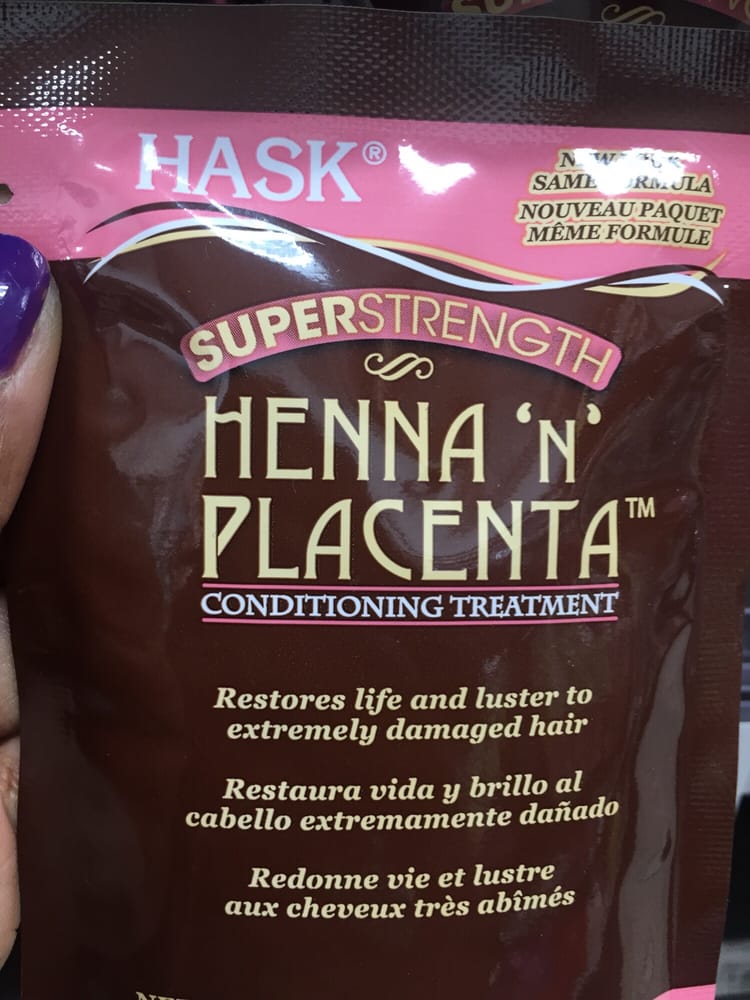 HASK®
SAME FORMULA
NOUVEAU PAQUET
MÊME FORMULE
SUPERSTRENGTH
HENNA 'N'
PLACENTA™
CONDITIONING TREATMENT
Restores life and luster to
extremely damaged hair
Restaura vida y brillo al
cabello extremamente dañado
Redonne vie et lustre
aux cheveux très abîmés